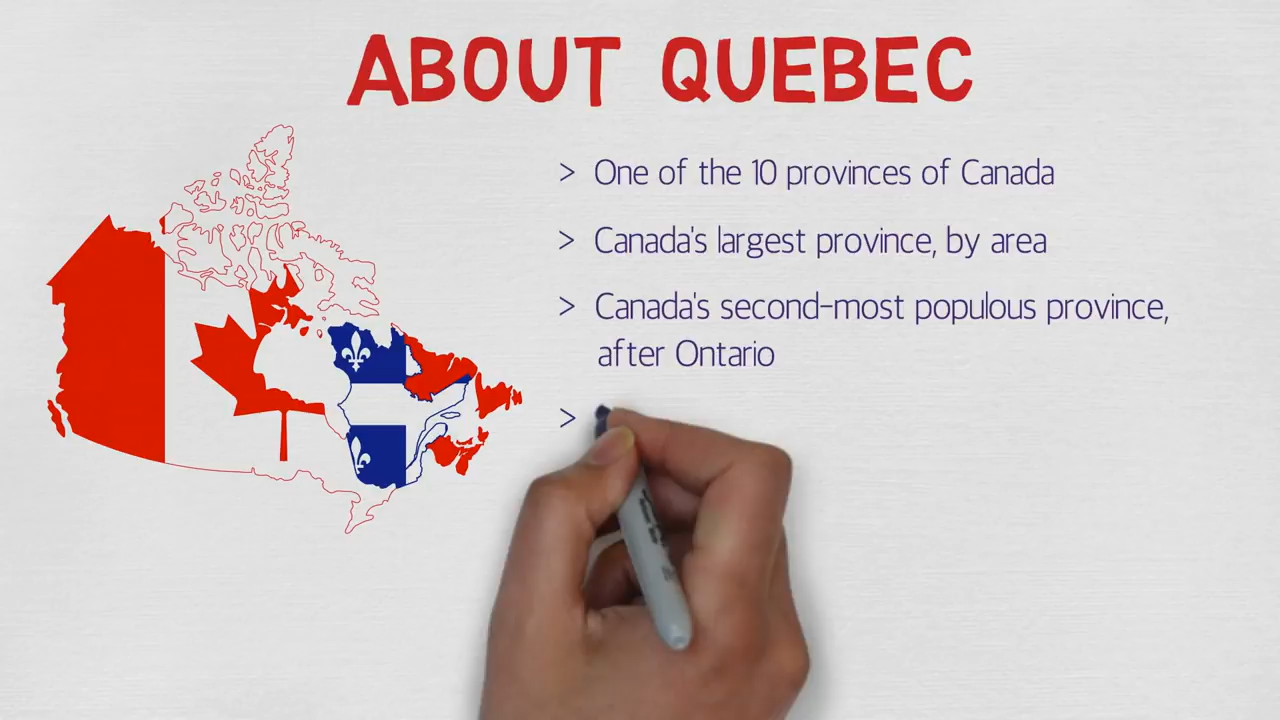 ABOUT QUEBEC
> One of the 10 provinces of Canada
> Canada's largest province, by area
> Canada's second-most populous province,
after Ontario
>